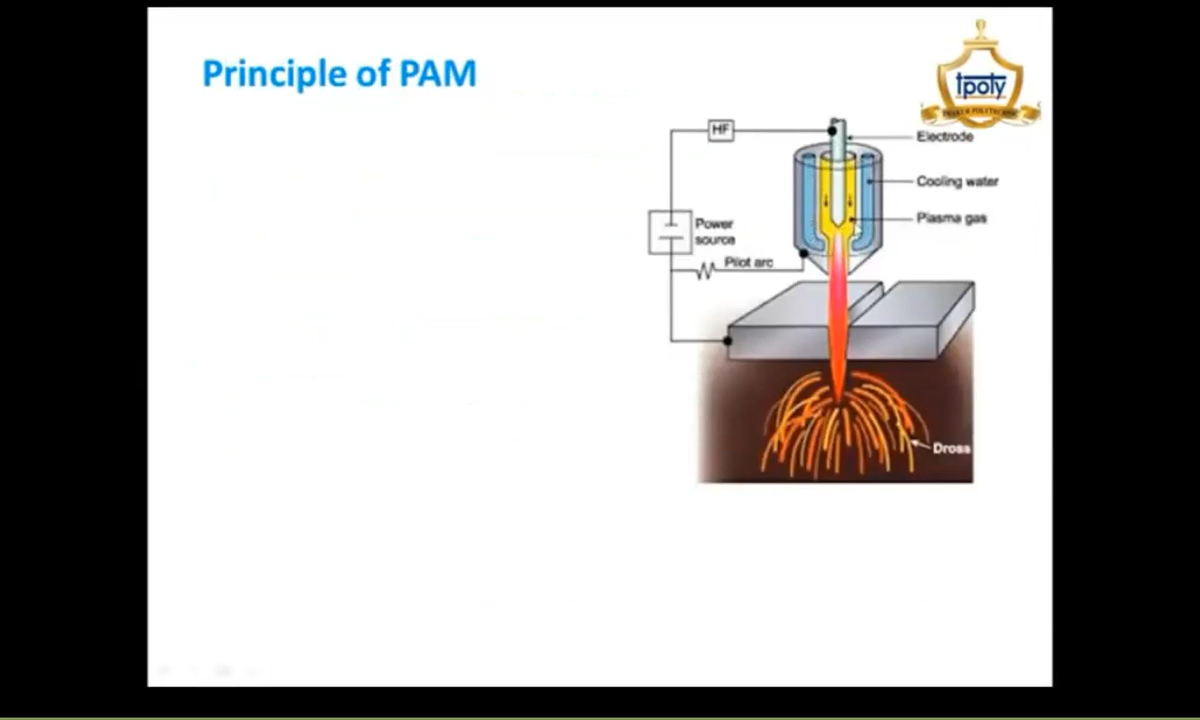 Principle of PAM
tpoly
HF
Electrode
Cooling water
Plasma gas
Power
source
Pilot arc
Dross